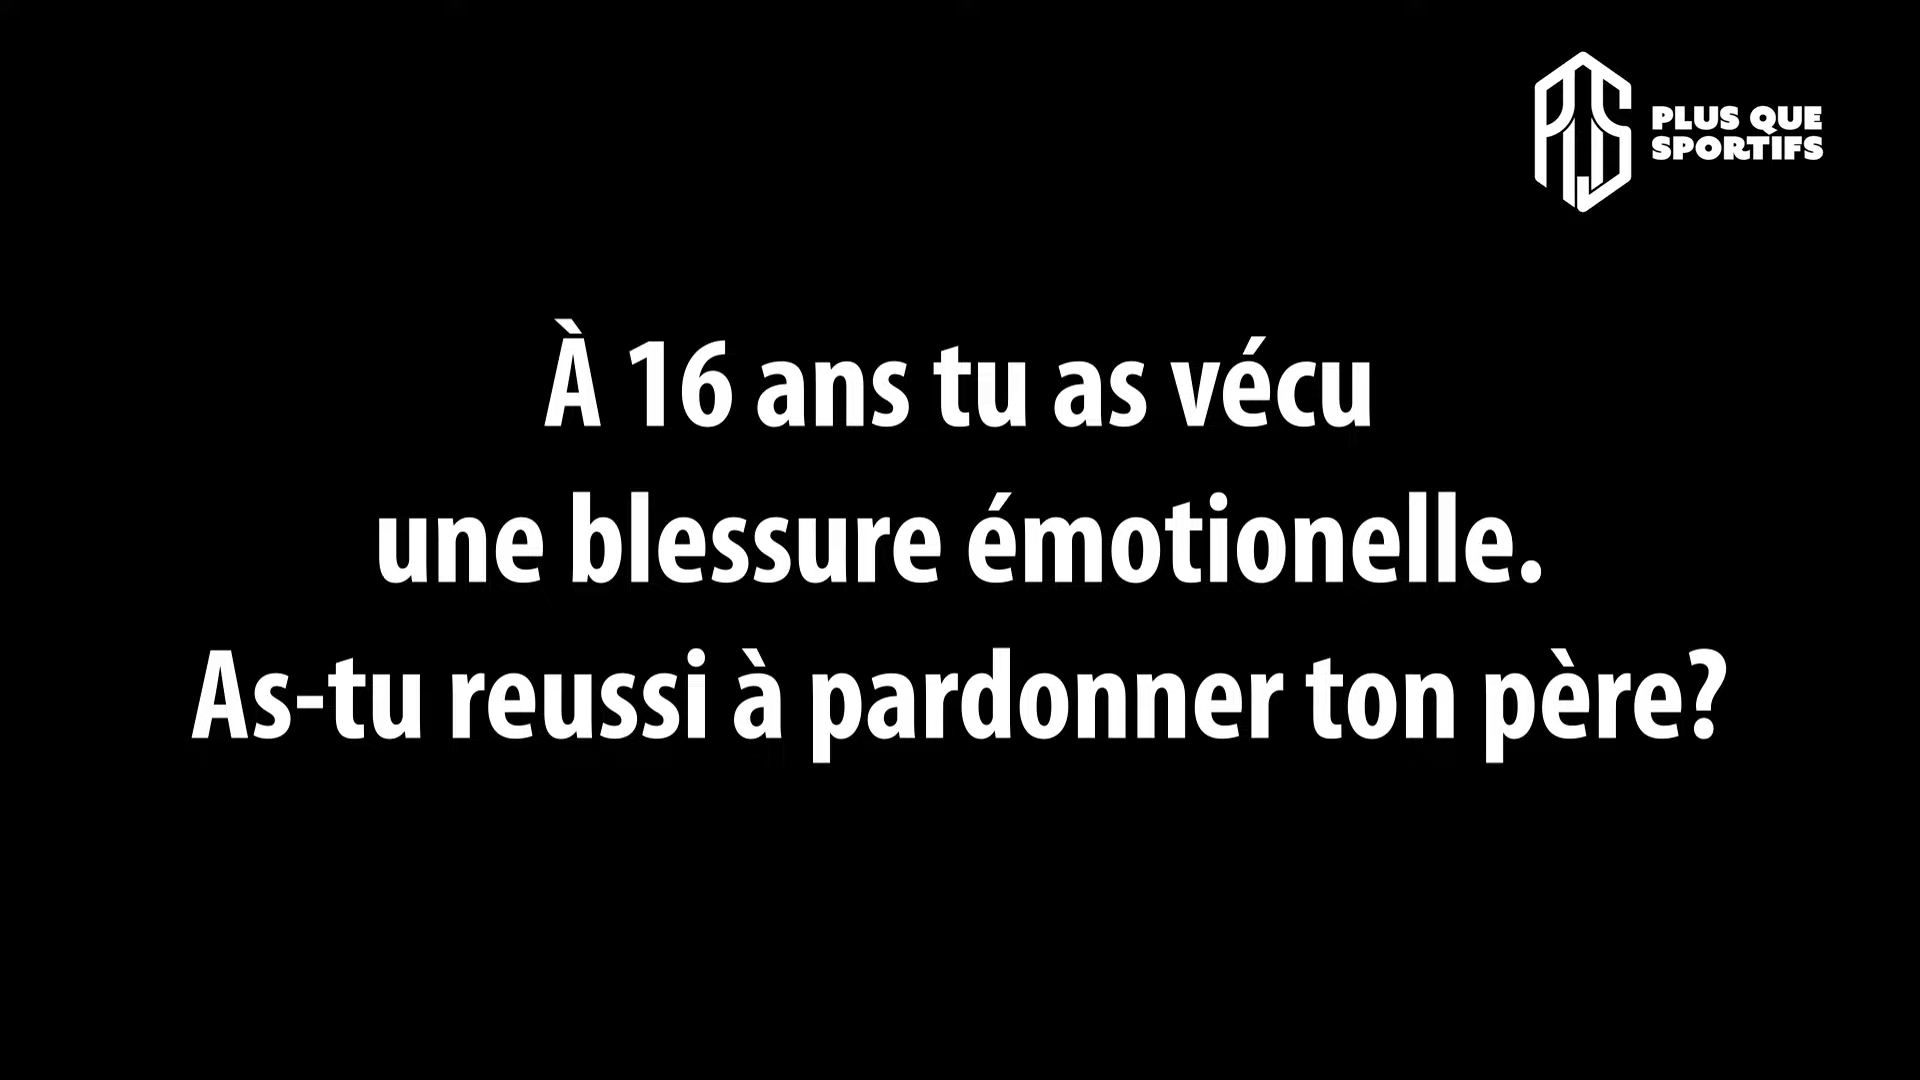 PLUS QUE
SPORTIFS
À 16 ans tu as vécu
une blessure émotionelle.
As-tu reussi à pardonner ton père?